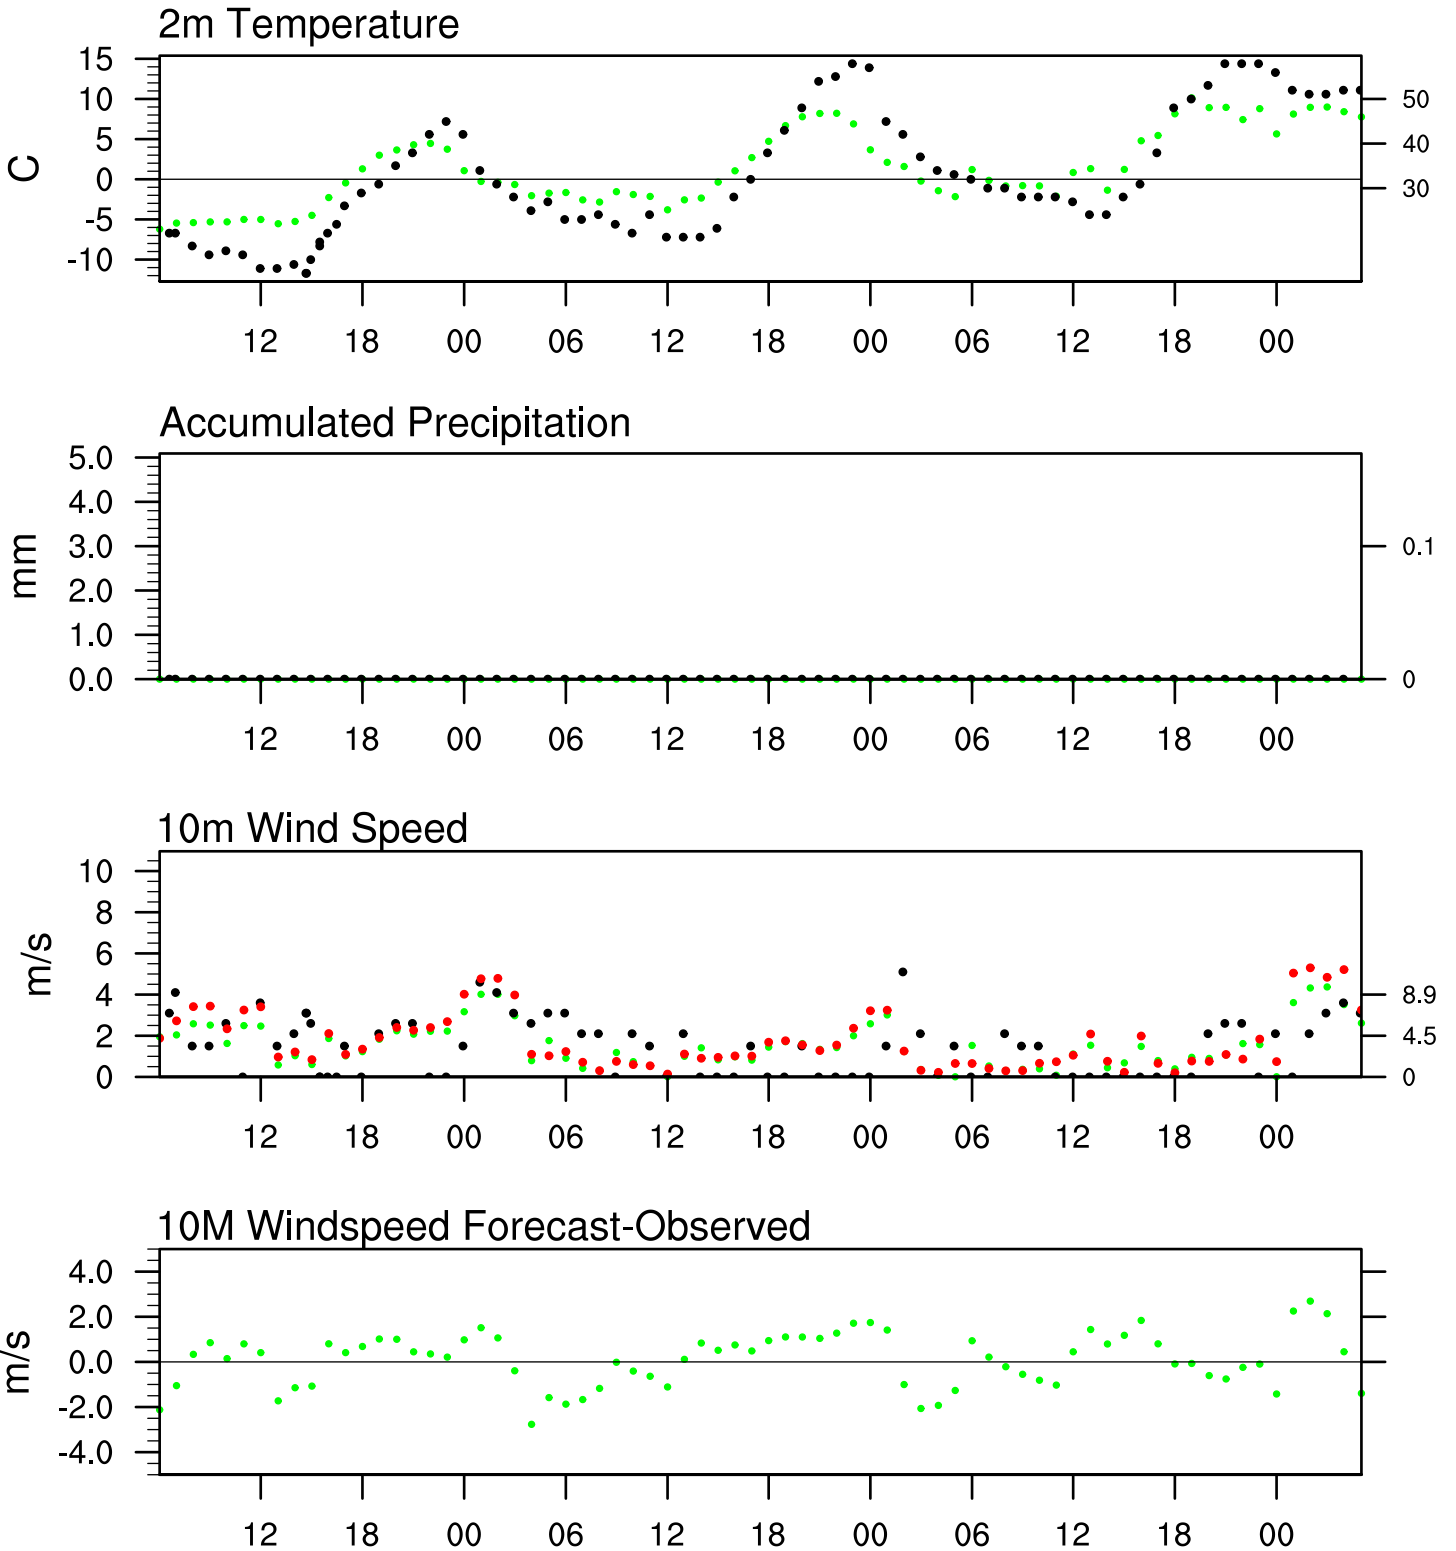 2m Temperature
15
10
5
0
-5
-10
C
50
40
30
12 18 00 06 12 18 00 06 12 18 00
Accumulated Precipitation
5.0
4.0
3.0
2.0
1.0
0.0
mm
0.1
0
12 18 00 06 12 18 00 06 12 18 00
10m Wind Speed
10
8
6
4
2
0
m/s
8.9
4.5
0
12 18 00 06 12 18 00 06 12 18 00
10M Windspeed Forecast-Observed
4.0
2.0
0.0
-2.0
-4.0
m/s
12 18 00 06 12 18 00 06 12 18 00